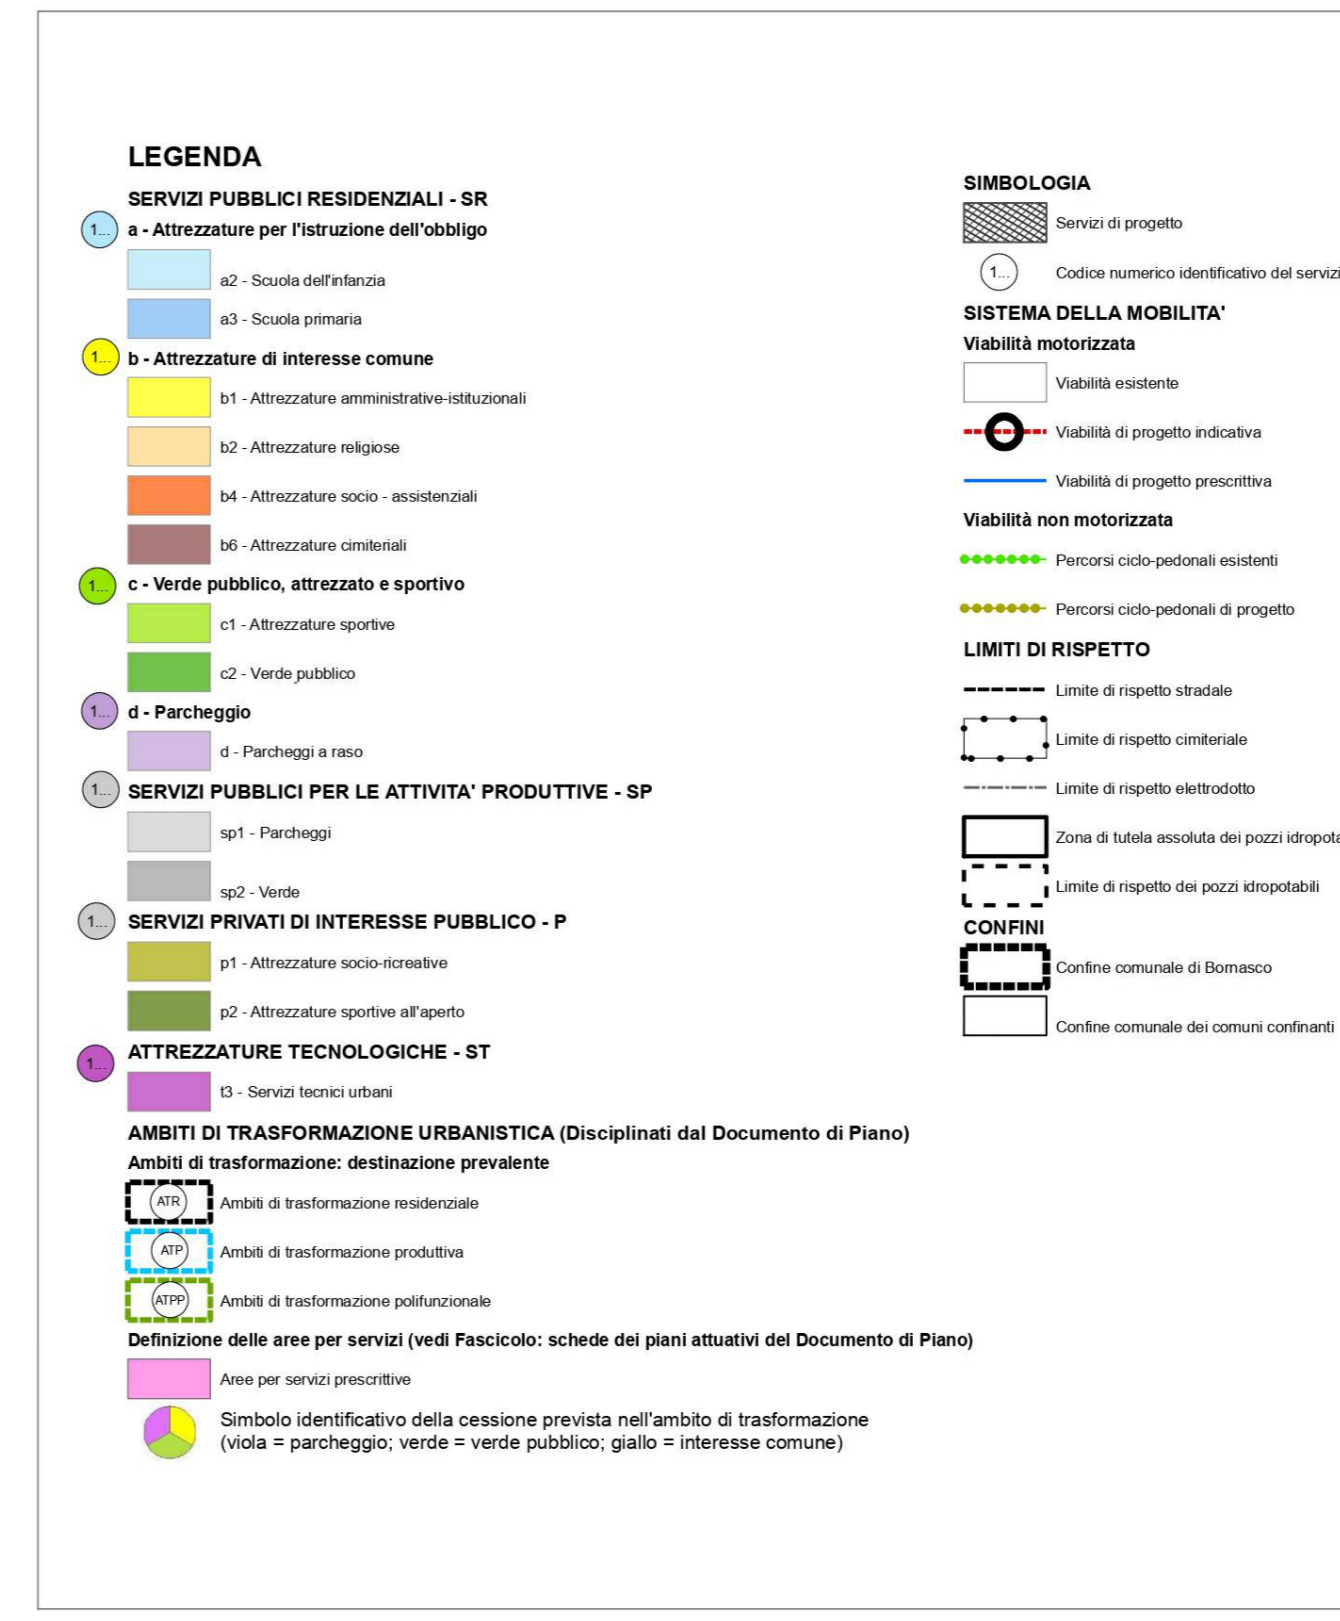 LEGENDA
SERVIZI PUBBLICI RESIDENZIALI - SR
1... a - Attrezzature per l'istruzione dell'obbligo
a2 - Scuola dell'infanzia
a3 - Scuola primaria
1... b - Attrezzature di interesse comune
b1 - Attrezzature amministrative-istituzionali
b2 - Attrezzature religiose
b4 - Attrezzature socio - assistenziali
b6 - Attrezzature cimiteriali
1... c - Verde pubblico, attrezzato e sportivo
c1 - Attrezzature sportive
c2 - Verde pubblico
1... d - Parcheggio
d - Parcheggi a raso
1... SERVIZI PUBBLICI PER LE ATTIVITA' PRODUTTIVE - SP
sp1 - Parcheggi
sp2 - Verde
1... SERVIZI PRIVATI DI INTERESSE PUBBLICO - P
p1 - Attrezzature socio-ricreative
p2 - Attrezzature sportive all'aperto
1... ATTREZZATURE TECNOLOGICHE - ST
t3 - Servizi tecnici urbani
AMBITI DI TRASFORMAZIONE URBANISTICA (Disciplinati dal Documento di Piano)
Ambiti di trasformazione: destinazione prevalente
ATR Ambiti di trasformazione residenziale
ATP Ambiti di trasformazione produttiva
ATPP Ambiti di trasformazione polifunzionale
Definizione delle aree per servizi (vedi Fascicolo: schede dei piani attuativi del Documento di Piano)
Aree per servizi prescrittive
Simbolo identificativo della cessione prevista nell'ambito di trasformazione
(viola = parcheggio; verde = verde pubblico; giallo = interesse comune)
SIMBOLOGIA
Servizi di progetto
1... Codice numerico identificativo del servizi
SISTEMA DELLA MOBILITA'
Viabilità motorizzata
Viabilità esistente
Viabilità di progetto indicativa
Viabilità di progetto prescrittiva
Viabilità non motorizzata
Percorsi ciclo-pedonali esistenti
Percorsi ciclo-pedonali di progetto
LIMITI DI RISPETTO
Limite di rispetto stradale
Limite di rispetto cimiteriale
Limite di rispetto elettrodotto
Zona di tutela assoluta dei pozzi idropota
Limite di rispetto dei pozzi idropotabili
CONFINI
Confine comunale di Bornasco
Confine comunale dei comuni confinanti